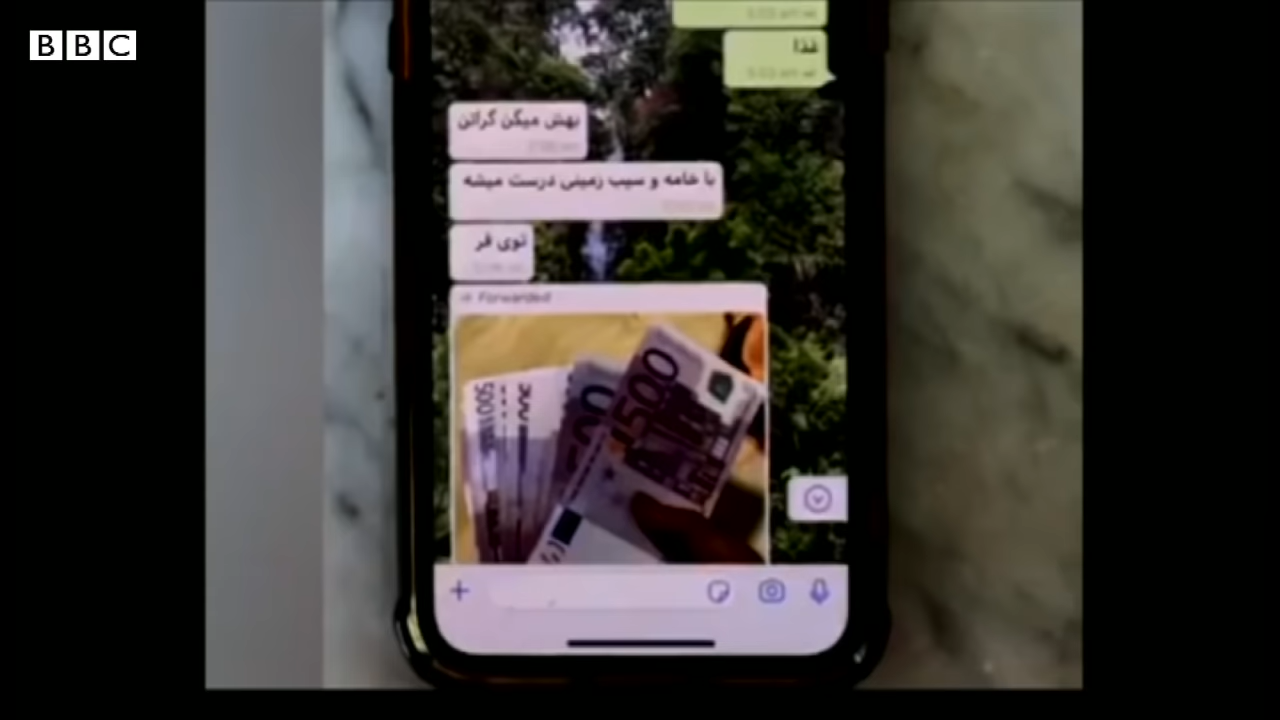 BBC
غذا
بهش میگن گراتن
با خامه و سیب زمینی درست میشه
توی فر
Forwarded
500
500